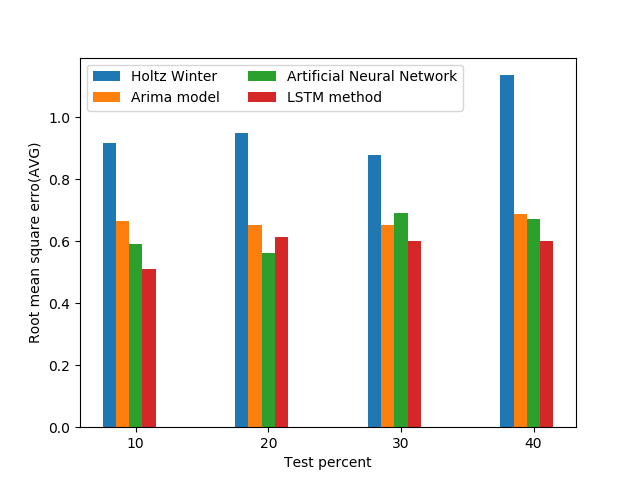 Holtz Winter
Arima model
Artificial Neural Network
LSTM method
Root mean square erro(AVG)
1.0
0.8
0.6
0.4
0.2
0.0
10
20
30
40
Test percent